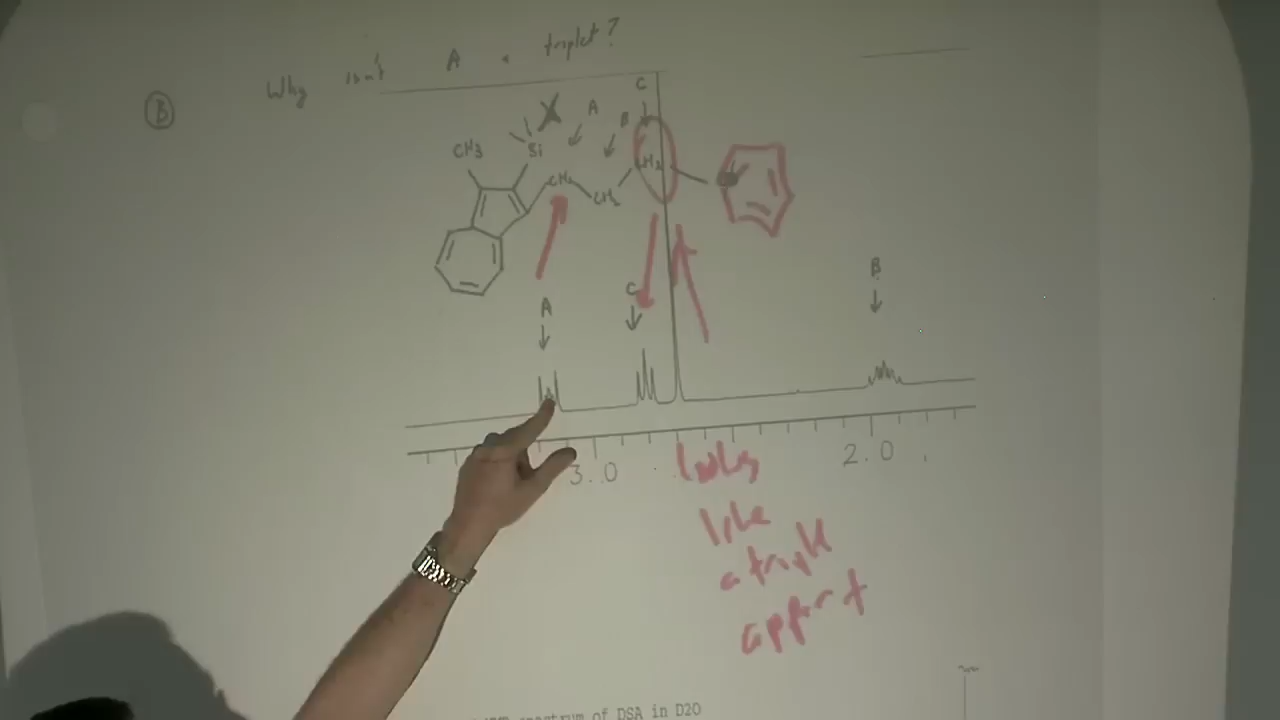 Why isn't A a triplet?
B
C
A
B
CH3
Si
CH2
CH2
CH2
B
C
A
3.0
2.0
looks
like
a triplet
apparent
spectrum of DSA in D2O